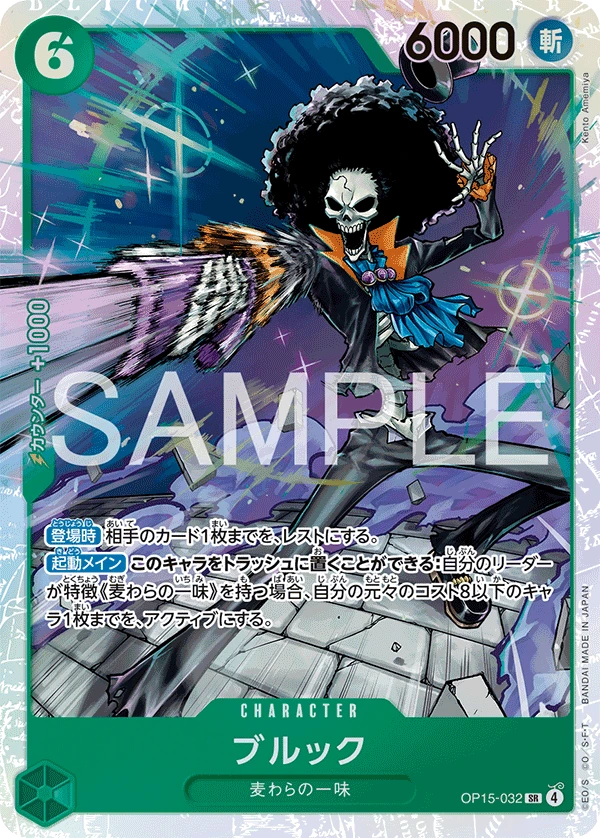 6
6000
斬
Kento Amemiya
カウンター +1000
SAMPLE
登場時 相手のカード1枚までを、レストにする。
起動メイン このキャラをトラッシュに置くことができる:自分のリーダー
が特徴《麦わらの一味》を持つ場合、自分の元々のコスト8以下のキャ
ラ1枚までを、アクティブにする。
CHARACTER
ブルック
麦わらの一味
OP15-032 SR 4
©E.O/S ©O/S・F・T BANDAI MADE IN JAPAN